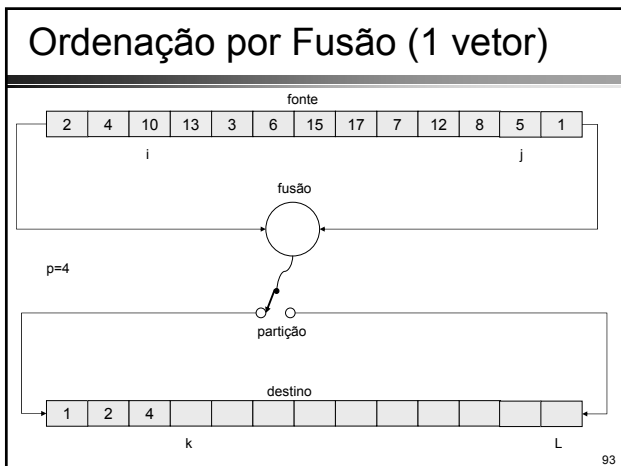 Ordenação por Fusão (1 vetor)
fonte
2 4 10 13 3 6 15 17 7 12 8 5 1
i j
fusão
p=4
partição
destino
1 2 4
k L
93